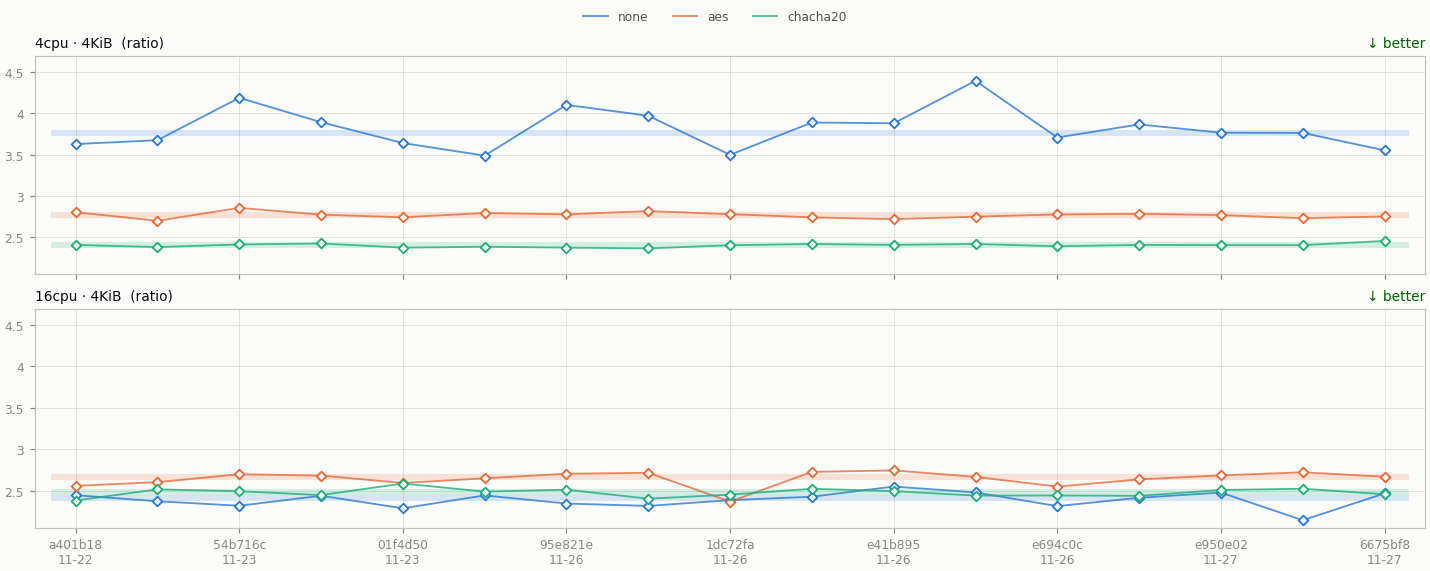 none aes chacha20
4cpu · 4KiB (ratio) ↓ better
4.5
4
3.5
3
2.5
16cpu · 4KiB (ratio) ↓ better
4.5
4
3.5
3
2.5
a401b18 54b716c 01f4d50 95e821e 1dc72fa e41b895 e694c0c e950e02 6675bf8
11-22 11-23 11-23 11-26 11-26 11-26 11-26 11-27 11-27